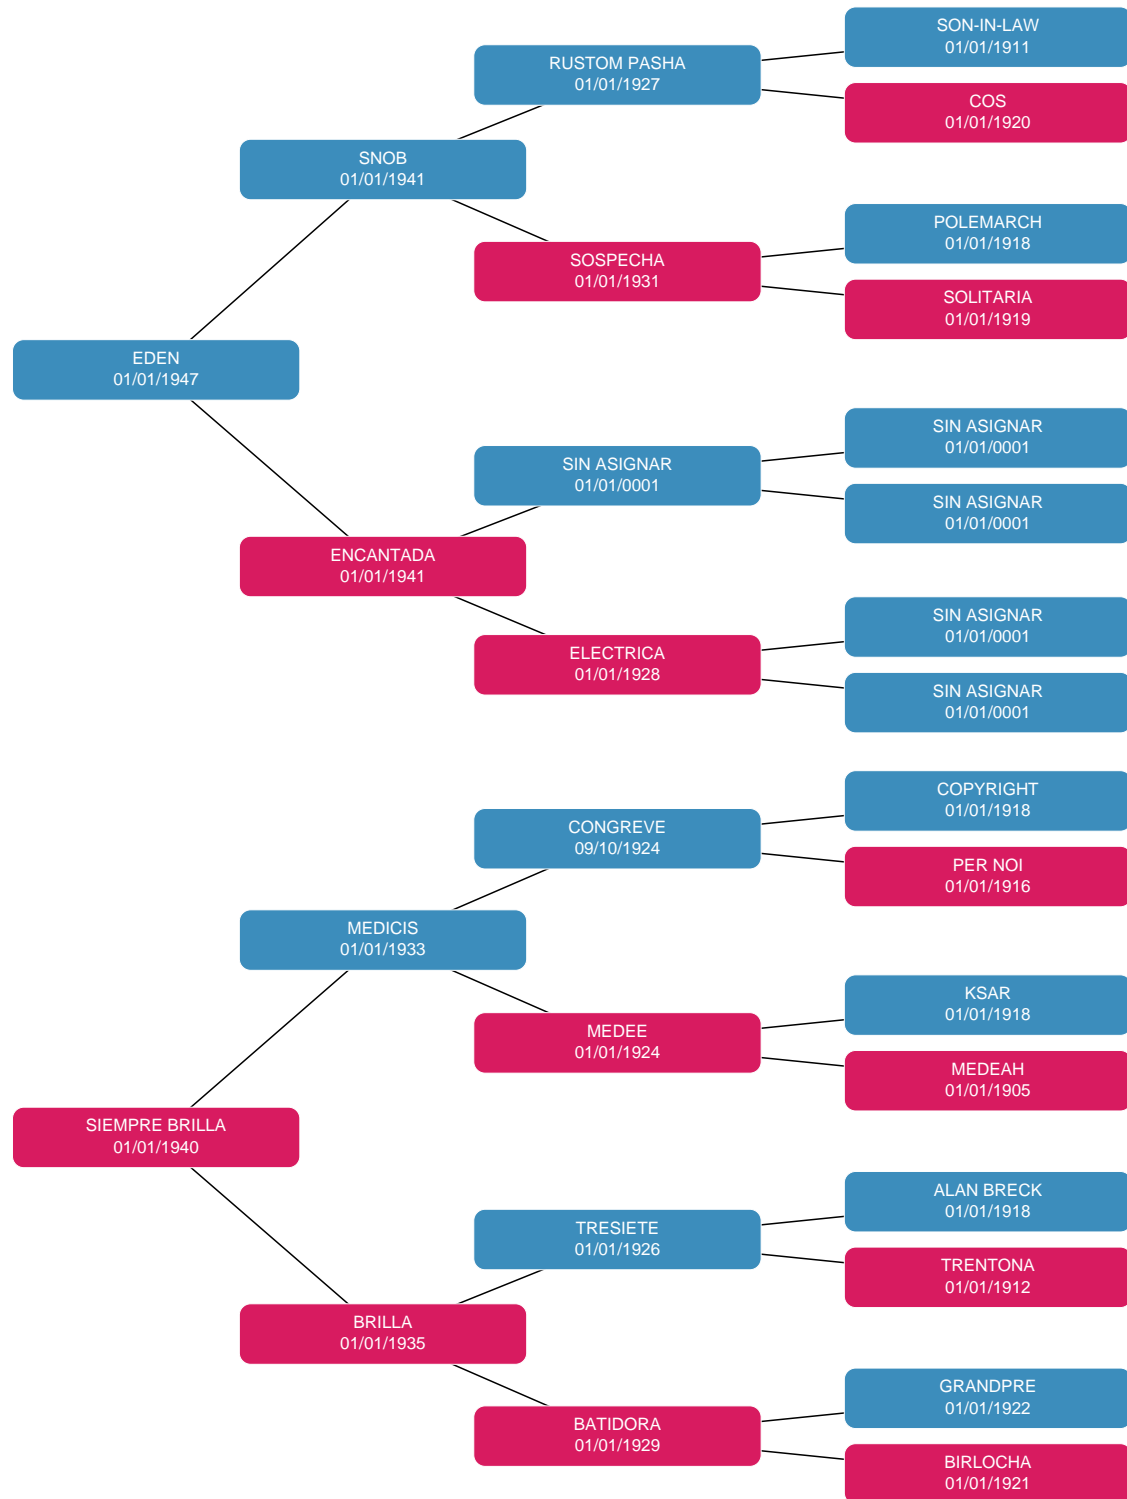 SON-IN-LAW
01/01/1911
RUSTOM PASHA
01/01/1927
COS
01/01/1920
SNOB
01/01/1941
POLEMARCH
01/01/1918
SOSPECHA
01/01/1931
SOLITARIA
01/01/1919
EDEN
01/01/1947
SIN ASIGNAR
01/01/0001
SIN ASIGNAR
01/01/0001
SIN ASIGNAR
01/01/0001
ENCANTADA
01/01/1941
SIN ASIGNAR
01/01/0001
ELECTRICA
01/01/1928
SIN ASIGNAR
01/01/0001
COPYRIGHT
01/01/1918
CONGREVE
09/10/1924
PER NOI
01/01/1916
MEDICIS
01/01/1933
KSAR
01/01/1918
MEDEE
01/01/1924
MEDEAH
01/01/1905
SIEMPRE BRILLA
01/01/1940
ALAN BRECK
01/01/1918
TRESIETE
01/01/1926
TRENTONA
01/01/1912
BRILLA
01/01/1935
GRANDPRE
01/01/1922
BATIDORA
01/01/1929
BIRLOCHA
01/01/1921